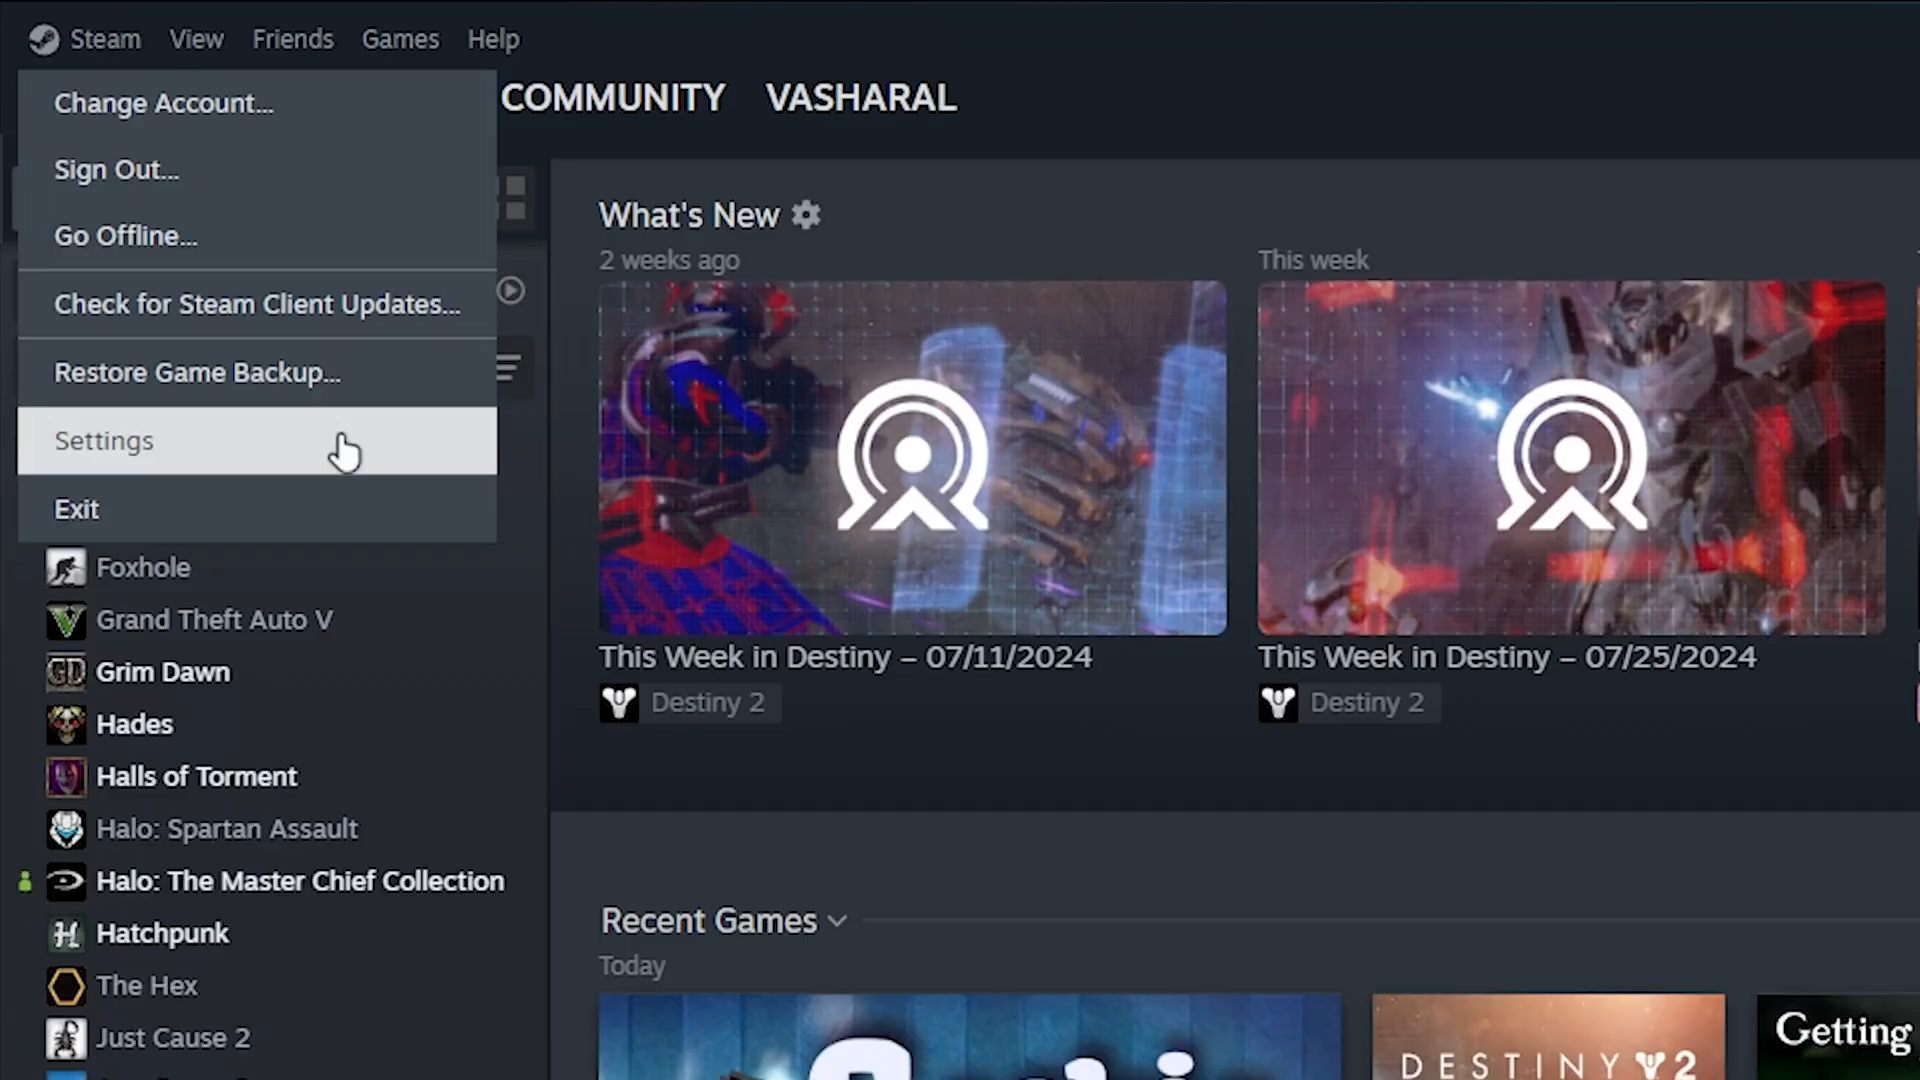 Steam View Friends Games Help
COMMUNITY VASHARAL
Change Account...
Sign Out...
Go Offline...
Check for Steam Client Updates...
Restore Game Backup...
Settings
Exit
Foxhole
Grand Theft Auto V
Grim Dawn
Hades
Halls of Torment
Halo: Spartan Assault
Halo: The Master Chief Collection
Hatchpunk
The Hex
Just Cause 2
What's New
2 weeks ago
This Week in Destiny – 07/11/2024
Destiny 2
This week
This Week in Destiny – 07/25/2024
Destiny 2
Recent Games
Today
DESTINY 2
Getting